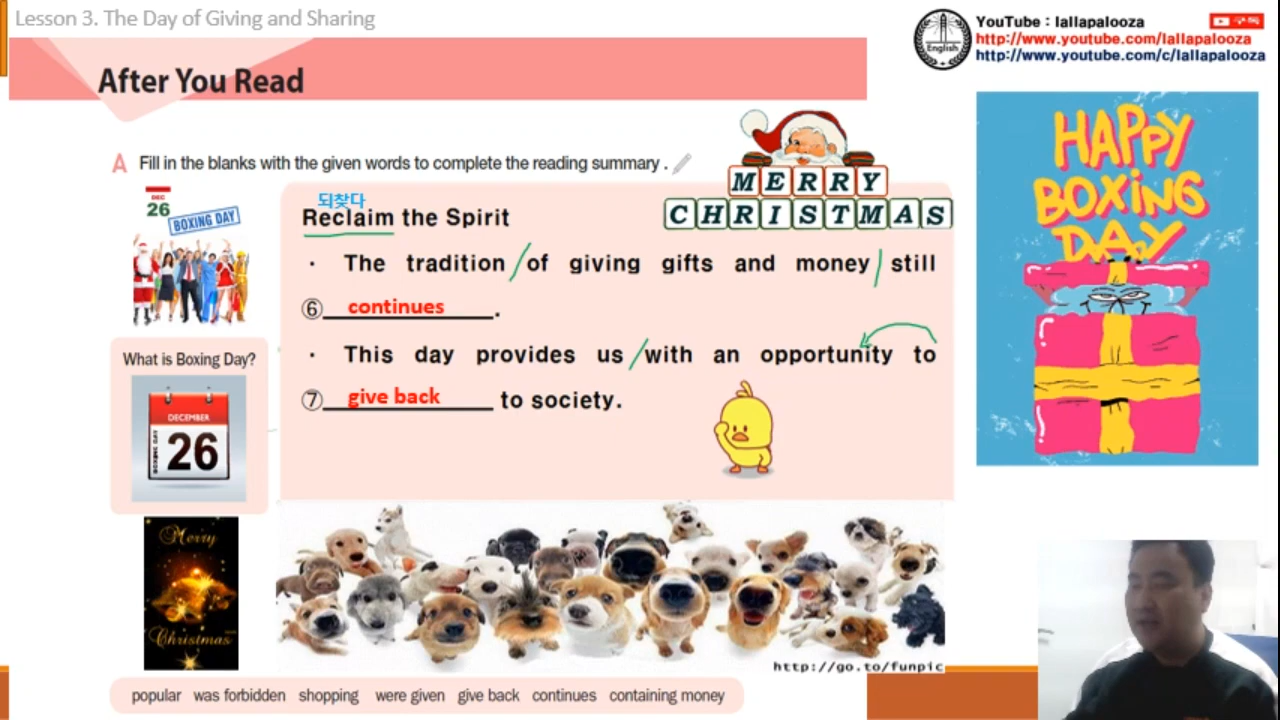 Lesson 3. The Day of Giving and Sharing
YouTube : lallapalooza
구독
http://www.youtube.com/lallapalooza
http://www.youtube.com/c/lallapalooza
English
After You Read
A Fill in the blanks with the given words to complete the reading summary .
MERRY
CHRISTMAS
HAPPY
BOXING
DAY
DEC
26
BOXING DAY
되찾다
Reclaim the Spirit
· The tradition of giving gifts and money still
⑥ continues .
· This day provides us with an opportunity to
⑦ give back to society.
What is Boxing Day?
DECEMBER
BOXING DAY
26
Merry
Christmas
http://go.to/funpic
popular was forbidden shopping were given give back continues containing money